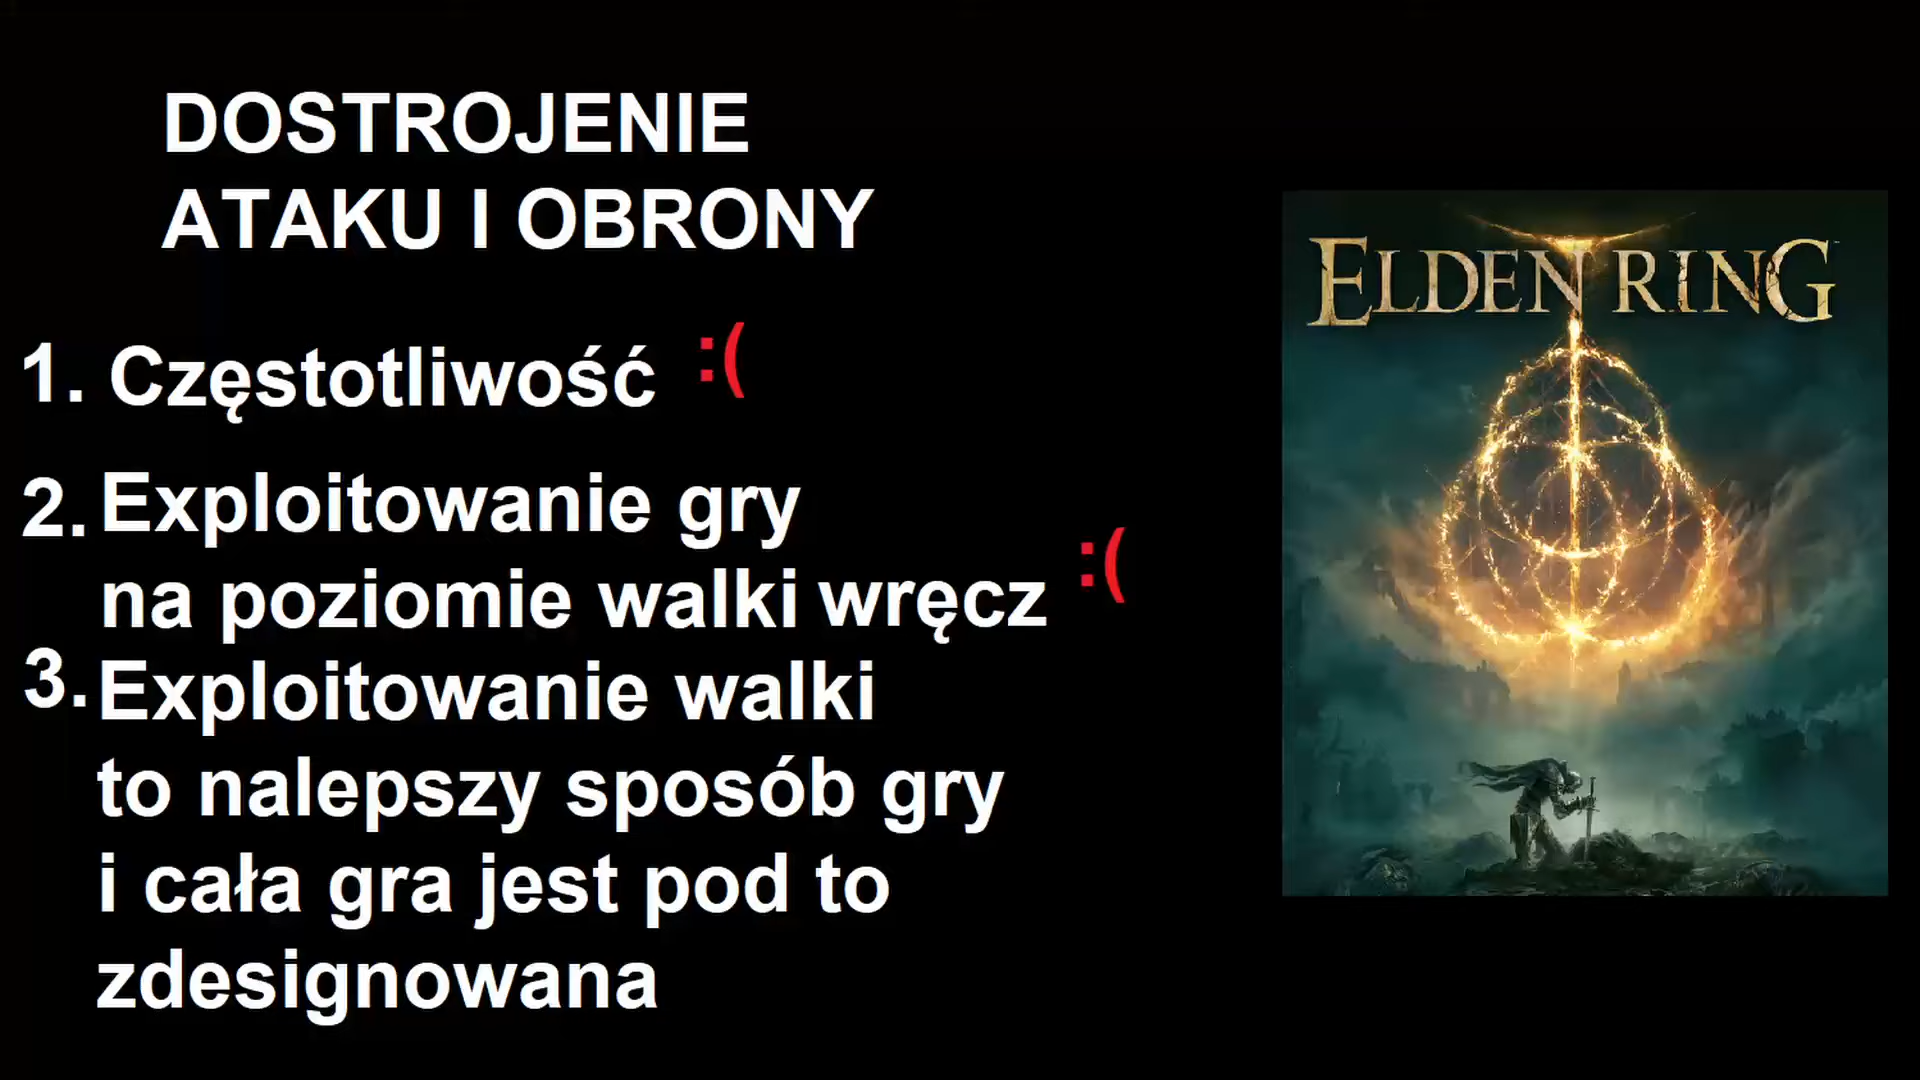 DOSTROJENIE
ATAKU I OBRONY
1. Częstotliwość :(
2. Exploitowanie gry
na poziomie walki wręcz :(
3. Exploitowanie walki
to nalepszy sposób gry
i cała gra jest pod to
zdesignowana
ELDEN RING